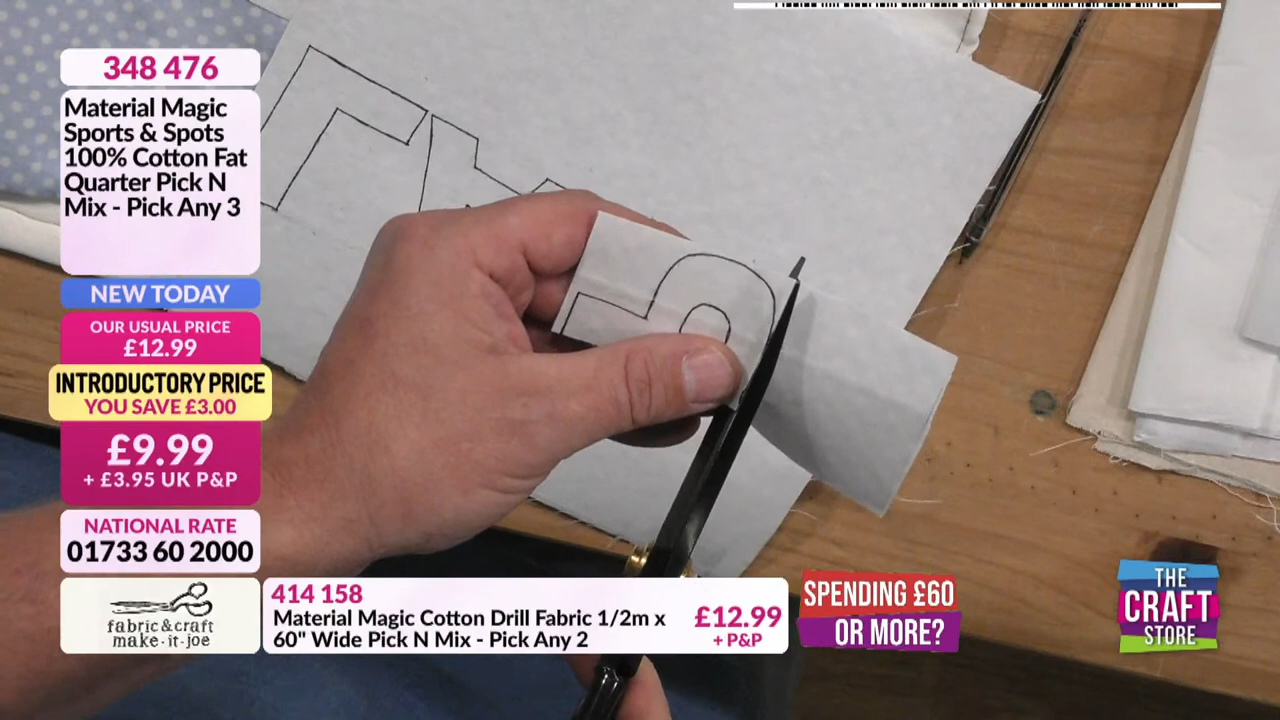 348 476
Material Magic
Sports & Spots
100% Cotton Fat
Quarter Pick N
Mix - Pick Any 3
NEW TODAY
OUR USUAL PRICE
£12.99
INTRODUCTORY PRICE
YOU SAVE £3.00
£9.99
+ £3.95 UK P&P
NATIONAL RATE
01733 60 2000
fabric & craft
make·it·joe
414 158
Material Magic Cotton Drill Fabric 1/2m x
60" Wide Pick N Mix - Pick Any 2
£12.99
+ P&P
SPENDING £60
OR MORE?
THE
CRAFT
STORE